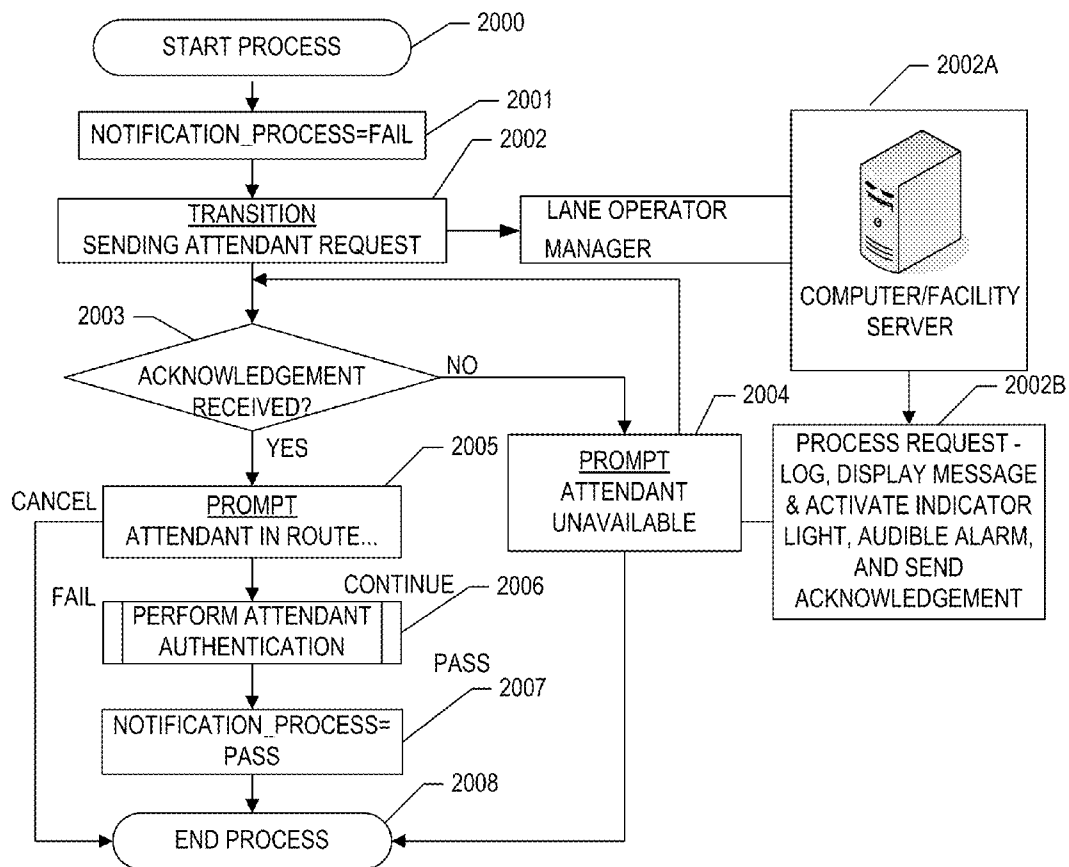 START PROCESS
2000
2002A
2001
NOTIFICATION_PROCESS=FAIL
2002
TRANSITION
SENDING ATTENDANT REQUEST
LANE OPERATOR
MANAGER
COMPUTER/FACILITY
SERVER
2003
ACKNOWLEDGEMENT
RECEIVED?
NO
YES
2004
PROMPT
ATTENDANT
UNAVAILABLE
2002B
PROCESS REQUEST -
LOG, DISPLAY MESSAGE
& ACTIVATE INDICATOR
LIGHT, AUDIBLE ALARM,
AND SEND
ACKNOWLEDGEMENT
2005
CANCEL
PROMPT
ATTENDANT IN ROUTE...
CONTINUE
FAIL
2006
PERFORM ATTENDANT
AUTHENTICATION
PASS
2007
NOTIFICATION_PROCESS=
PASS
2008
END PROCESS